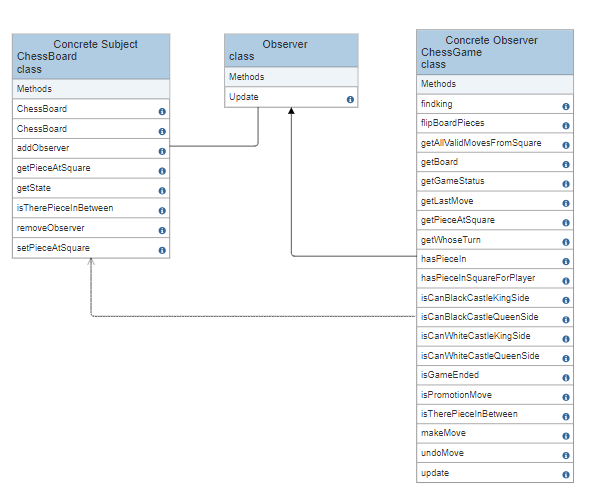 Concrete Subject
ChessBoard
class
Methods
ChessBoard
ChessBoard
addObserver
getPieceAtSquare
getState
isTherePieceInBetween
removeObserver
setPieceAtSquare
Observer
class
Methods
Update
Concrete Observer
ChessGame
class
Methods
findking
flipBoardPieces
getAllValidMovesFromSquare
getBoard
getGameStatus
getLastMove
getPieceAtSquare
getWhoseTurn
hasPieceIn
hasPieceInSquareForPlayer
isCanBlackCastleKingSide
isCanBlackCastleQueenSide
isCanWhiteCastleKingSide
isCanWhiteCastleQueenSide
isGameEnded
isPromotionMove
isTherePieceInBetween
makeMove
undoMove
update